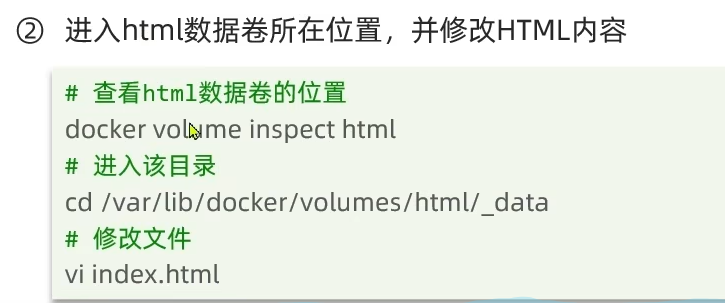 ② 进入html数据卷所在位置，并修改HTML内容
# 查看html数据卷的位置
docker volume inspect html
# 进入该目录
cd /var/lib/docker/volumes/html/_data
# 修改文件
vi index.html